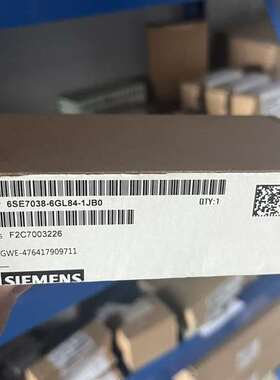 6SE7038-6GL84-1JB0 QTY:1
S F2C7003226
GWE-476417909711
SIEMENS